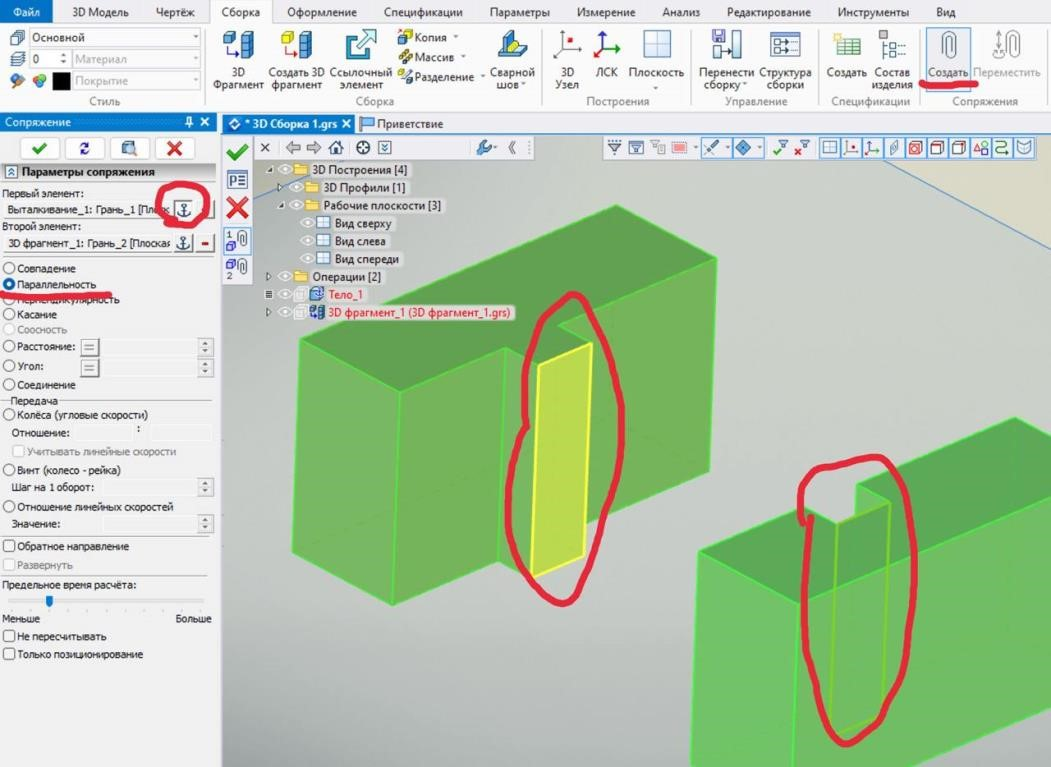 Файл 3D Модель Чертёж Сборка Оформление Спецификации Параметры Измерение Анализ Редактирование Инструменты Вид
Основной
0 Материал
Покрытие
Стиль
3D Фрагмент
Создать 3D фрагмент
Ссылочный элемент
Копия
Массив
Разделение
Сварной шов
Сборка
3D Узел
ЛСК
Плоскость
Построения
Перенести сборку
Структура сборки
Управление
Создать
Состав изделия
Спецификации
Создать
Переместить
Сопряжения
Сопряжение
* 3D Сборка 1.grs
Приветствие
Параметры сопряжения
Первый элемент:
Выталкивание_1: Грань_1 [Плоск
Второй элемент:
3D фрагмент_1: Грань_2 [Плоская
Совпадение
Параллельность
Перпендикулярность
Касание
Соосность
Расстояние:
Угол:
Соединение
Передача
Колёса (угловые скорости)
Отношение: :
Учитывать линейные скорости
Винт (колесо - рейка)
Шаг на 1 оборот:
Отношение линейных скоростей
Значение:
Обратное направление
Развернуть
Предельное время расчёта:
Меньше Больше
Не пересчитывать
Только позиционирование
1
2
3D Построения [4]
3D Профили [1]
Рабочие плоскости [3]
Вид сверху
Вид слева
Вид спереди
Операции [2]
Тело_1
3D фрагмент_1 (3D фрагмент_1.grs)